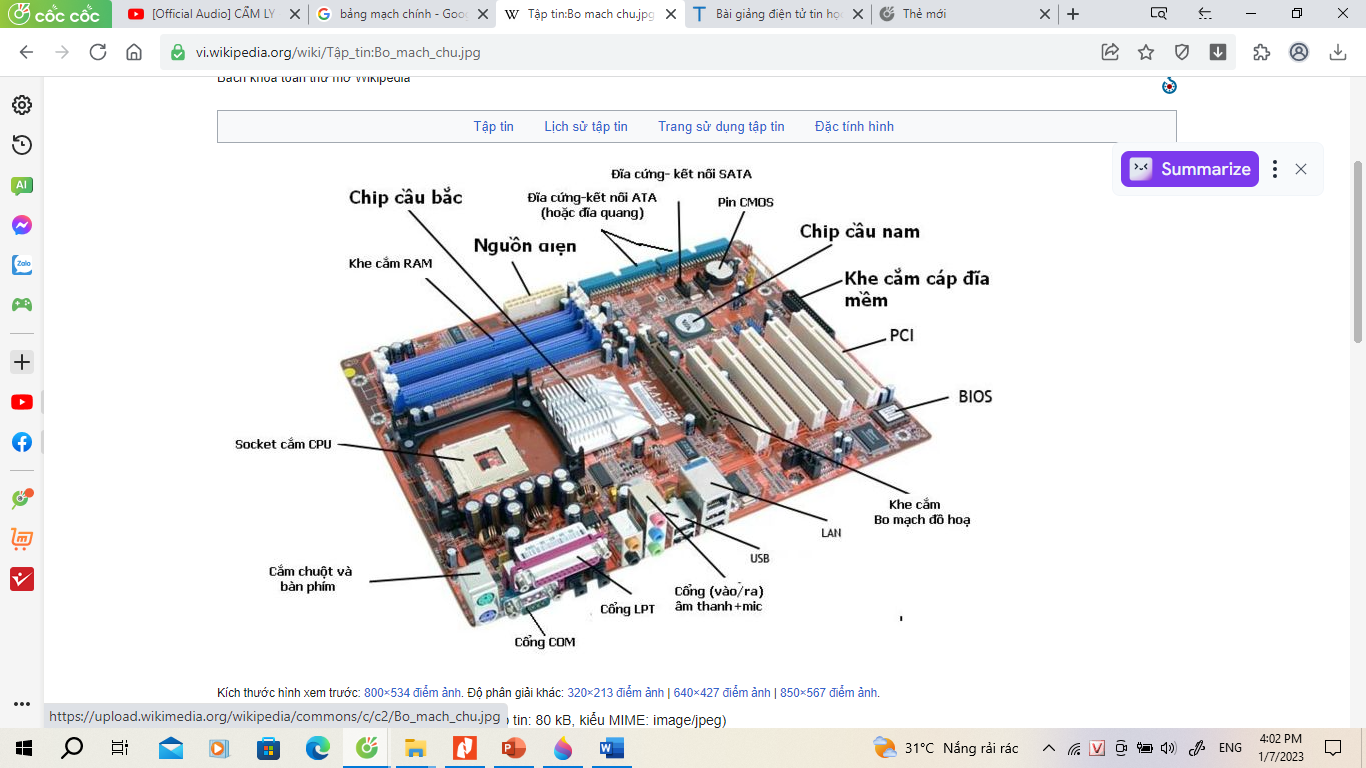 cốc cốc
[Official Audio] CẨM LY
bảng mạch chính - Goo
Tập tin:Bo mach chu.jpg
Bài giảng điện tử tin họ
Thẻ mới
vi.wikipedia.org/wiki/Tập_tin:Bo_mach_chu.jpg
Bách khoa toàn thư mở Wikipedia
Tập tin
Lịch sử tập tin
Trang sử dụng tập tin
Đặc tính hình
Summarize
Đĩa cứng- kết nối SATA
Chip cầu bắc
Đĩa cứng-kết nối ATA
(hoặc đía quang)
Pin CMOS
Chip cầu nam
Nguồn điện
Khe cắm RAM
Khe cắm cáp đĩa
mềm
PCI
BIOS
Socket cắm CPU
Khe cắm
Bo mạch đồ hoạ
LAN
USB
Cắm chuột và
bàn phím
Cổng (vào/ra)
âm thanh+mic
Cổng LPT
Cổng COM
Kích thước hình xem trước: 800×534 điểm ảnh. Độ phân giải khác: 320×213 điểm ảnh | 640×427 điểm ảnh | 850×567 điểm ảnh.
https://upload.wikimedia.org/wikipedia/commons/c/c2/Bo_mach_chu.jpg
tin: 80 kB, kiểu MIME: image/jpeg)
AI
Zalo
31°C Nắng rải rác
ENG
4:02 PM
1/7/2023